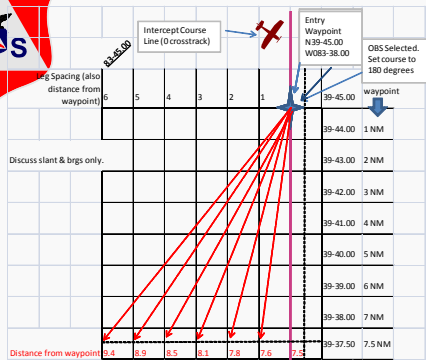 S
Intercept Course
Line (0 crosstrack)
Entry
Waypoint
N39-45.00
W083-38.00
OBS Selected.
Set course to
180 degrees
83-45.00
Leg Spacing (also
distance from
waypoint)
6 5 4 3 2 1
39-45.00 waypoint
39-44.00 1 NM
Discuss slant & brgs only.
39-43.00 2 NM
39-42.00 3 NM
39-41.00 4 NM
39-40.00 5 NM
39-39.00 6 NM
39-38.00 7 NM
39-37.50 7.5 NM
Distance from waypoint 9.4 8.9 8.5 8.1 7.8 7.6 7.5